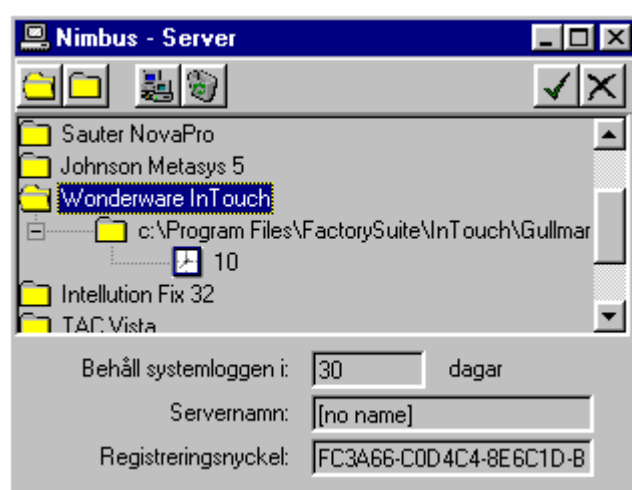 Nimbus - Server
Sauter NovaPro
Johnson Metasys 5
Wonderware InTouch
c:\Program Files\FactorySuite\InTouch\Gullmar
10
Intellution Fix 32
TAC Vista
Behåll systemloggen i: 30 dagar
Servernamn: [no name]
Registreringsnyckel: FC3A66-C0D4C4-8E6C1D-B